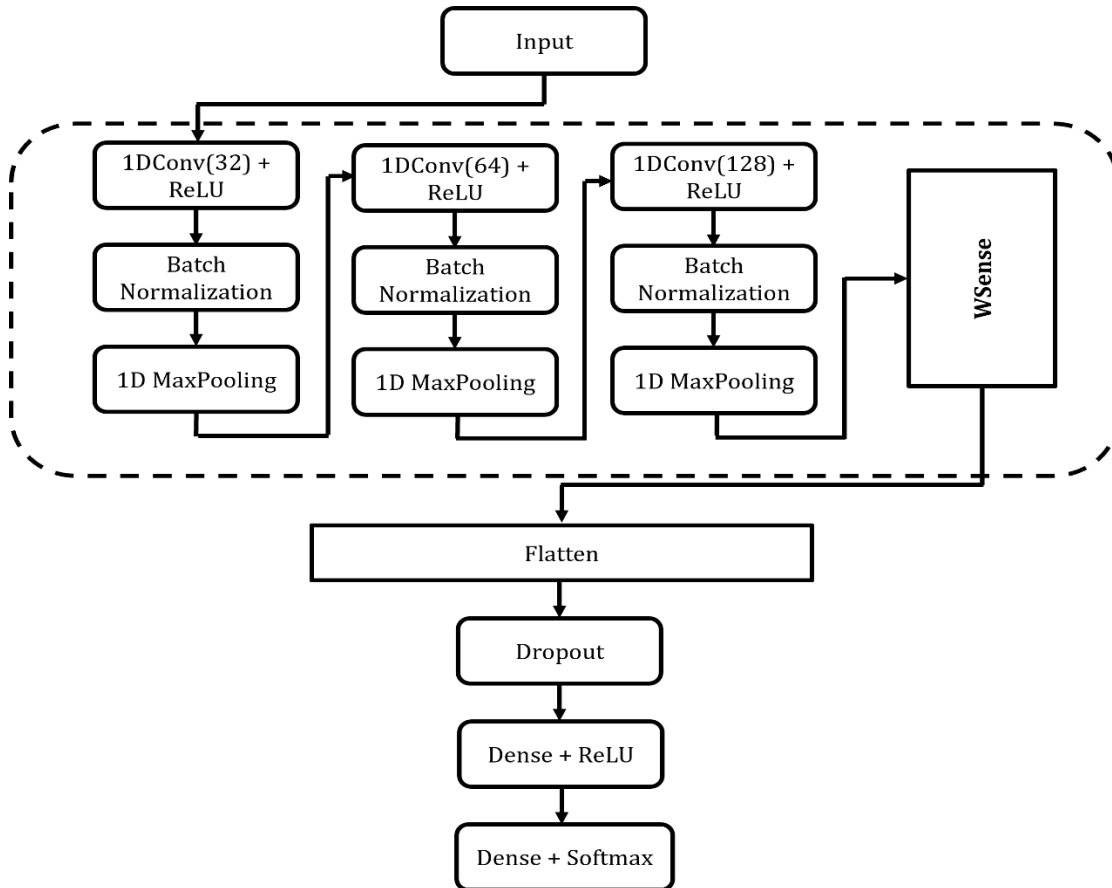 Input
1DConv(32) +
ReLU
Batch
Normalization
1D MaxPooling
1DConv(64) +
ReLU
Batch
Normalization
1D MaxPooling
1DConv(128) +
ReLU
Batch
Normalization
1D MaxPooling
WSense
Flatten
Dropout
Dense + ReLU
Dense + Softmax